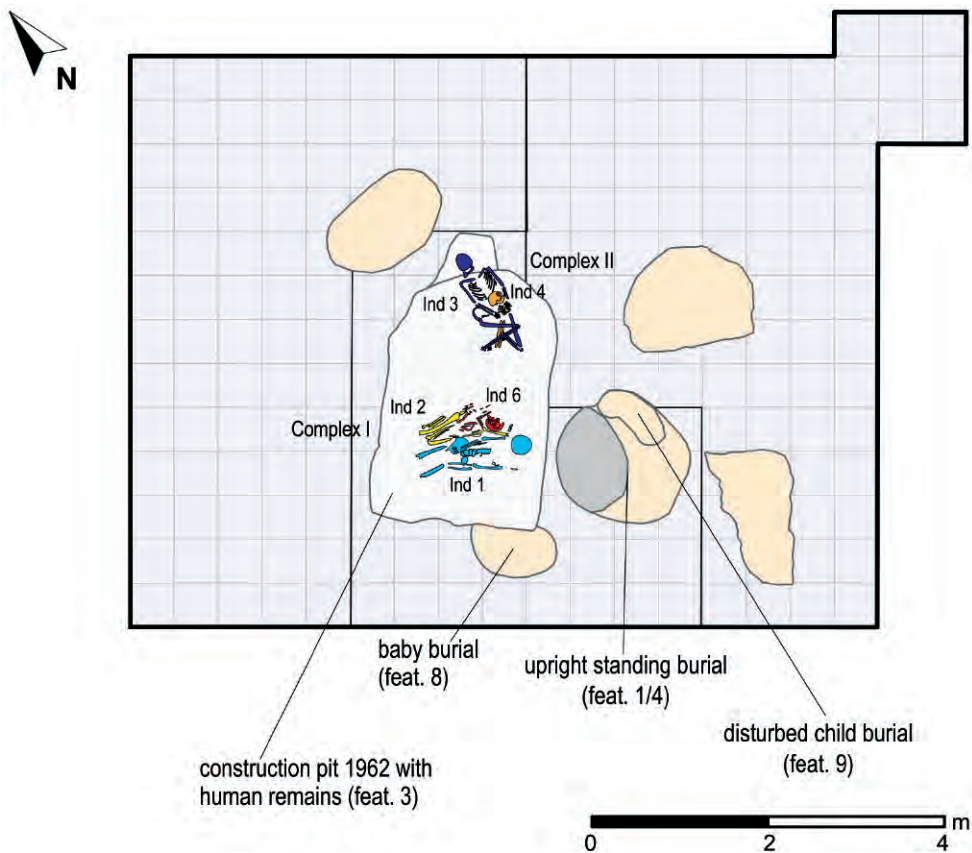 N
Complex II
Ind 3
Ind 4
Ind 2
Ind 6
Complex I
Ind 1
baby burial
(feat. 8)
upright standing burial
(feat. 1/4)
disturbed child burial
(feat. 9)
construction pit 1962 with
human remains (feat. 3)
m
0
2
4